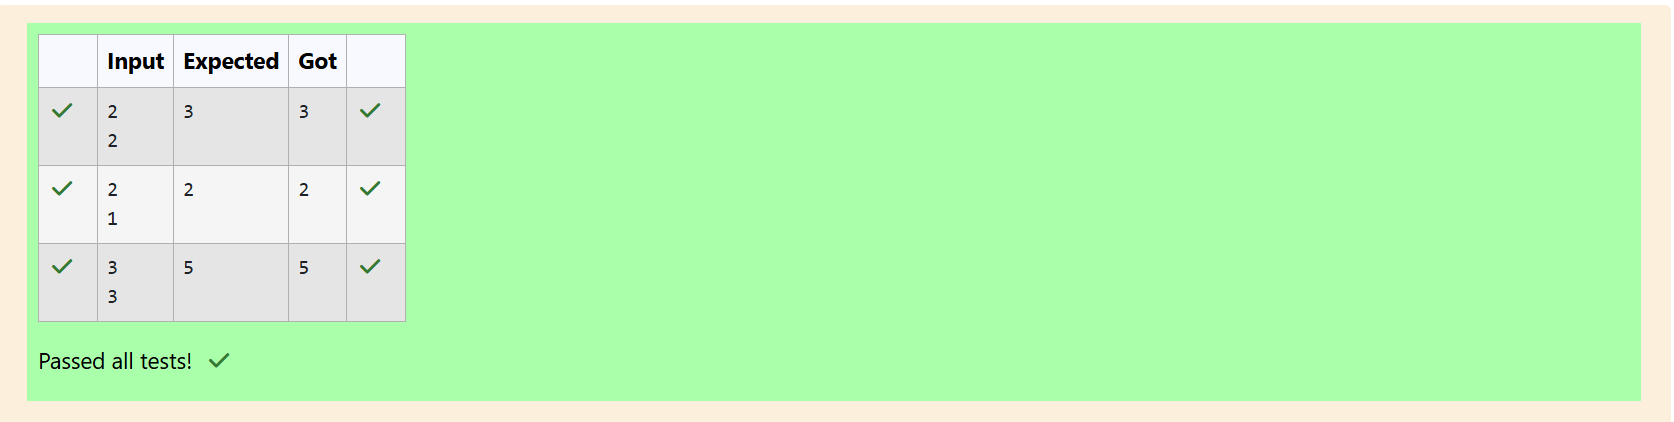 Input Expected Got
2 3 3
2
2 2 2
1
3 5 5
3
Passed all tests!